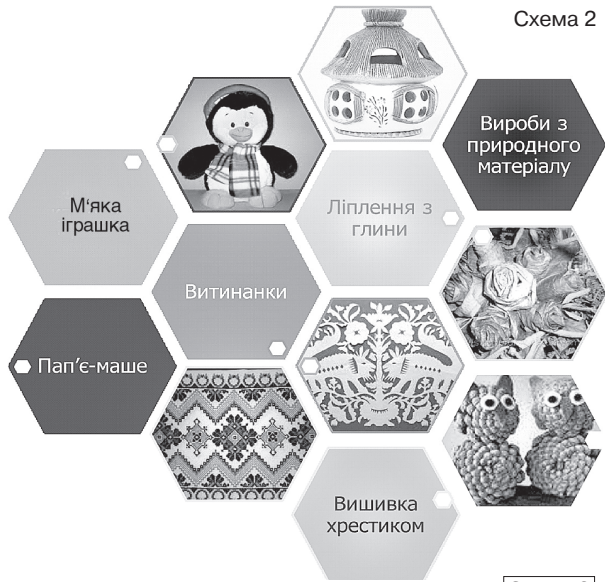 Схема 2
Вироби з
природного
матеріалу
М‘яка
іграшка
Ліплення з
глини
Витинанки
Пап’є-маше
Вишивка
хрестиком